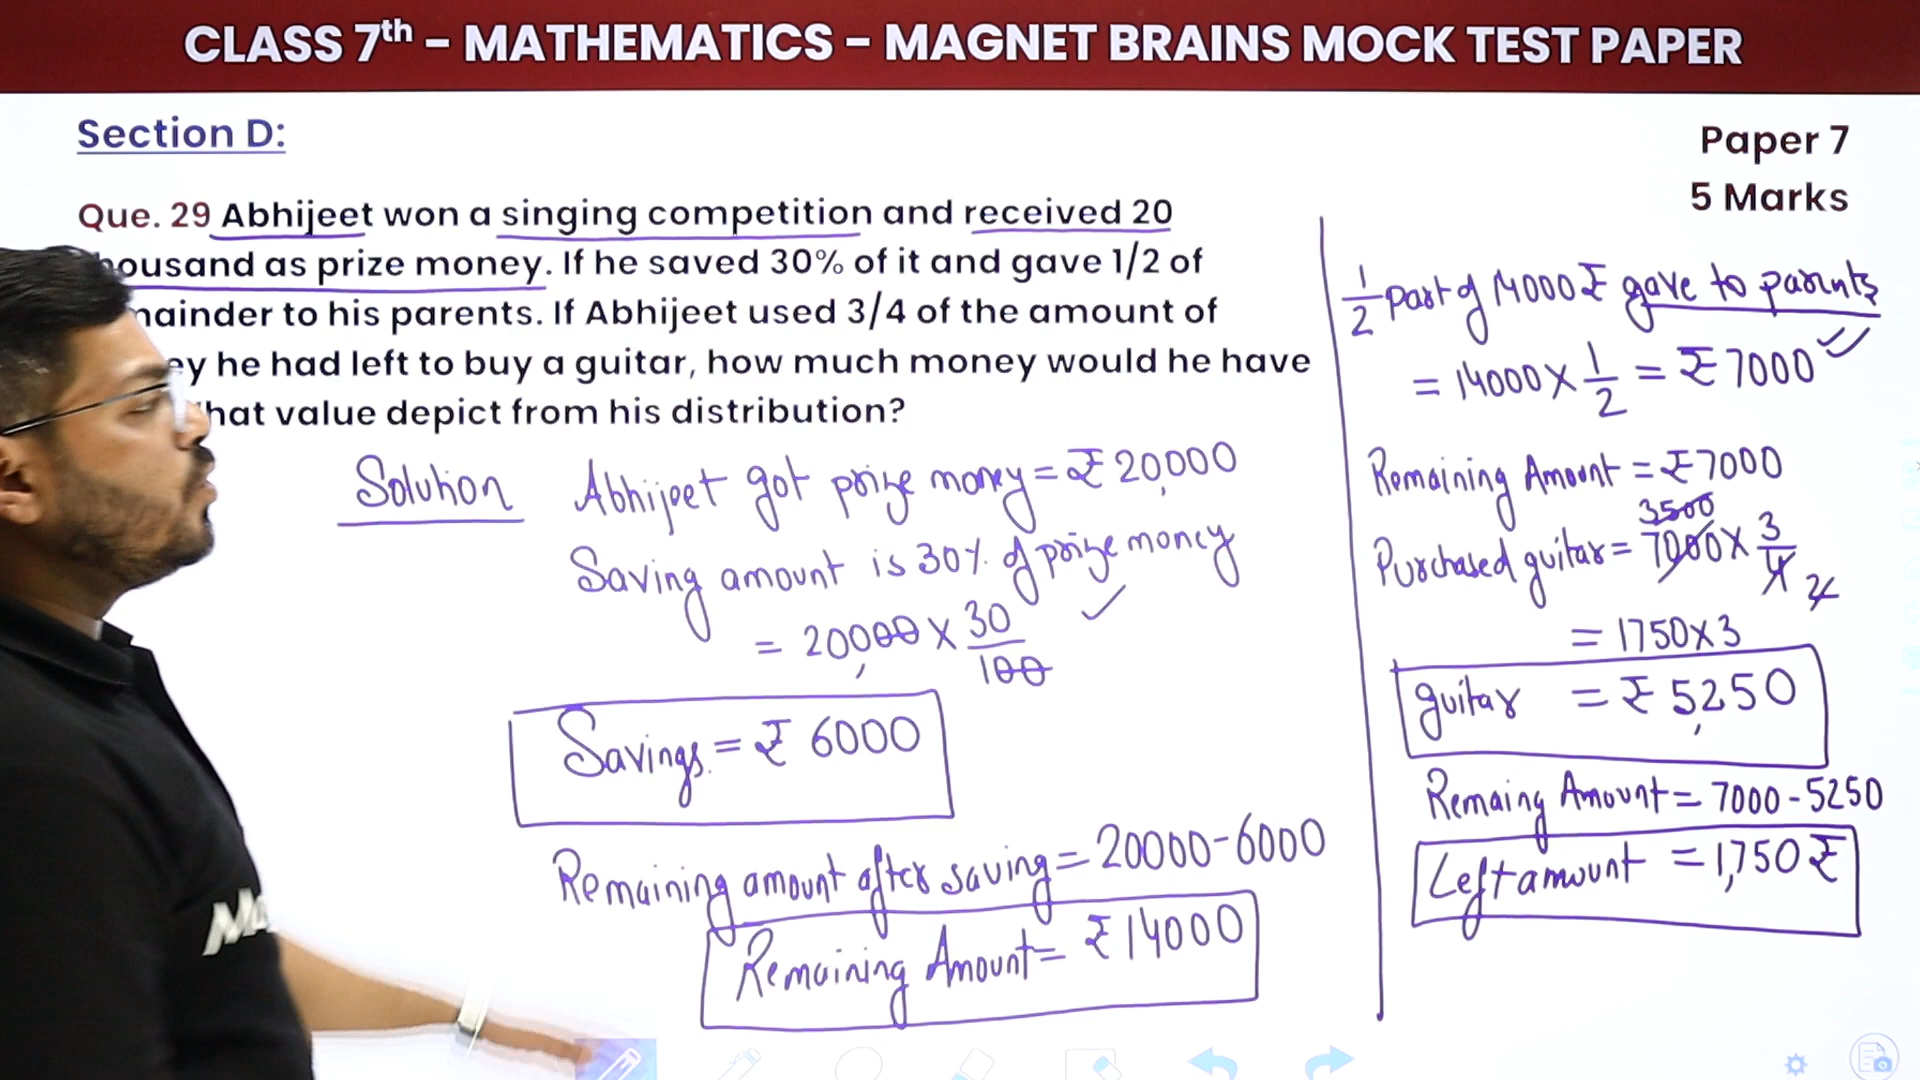 CLASS 7th - MATHEMATICS - MAGNET BRAINS MOCK TEST PAPER
Section D:
Paper 7
5 Marks
Que. 29 Abhijeet won a singing competition and received 20
housand as prize money. If he saved 30% of it and gave 1/2 of
mainder to his parents. If Abhijeet used 3/4 of the amount of
ey he had left to buy a guitar, how much money would he have
hat value depict from his distribution?
Solution Abhijeet got prize money = ₹ 20,000
Saving amount is 30% of prize money
= 20,000 × 30/100
Savings = ₹ 6000
Remaining amount after saving = 20000-6000
Remaining Amount = ₹14000
1/2 part of 14000₹ gave to parents
= 14000 × 1/2 = ₹7000
Remaining Amount = ₹7000
3500
Purchased guitar = 7000 × 3/4 2
= 1750×3
guitar = ₹ 5,250
Remaing Amount = 7000-5250
Left amount = 1,750 ₹